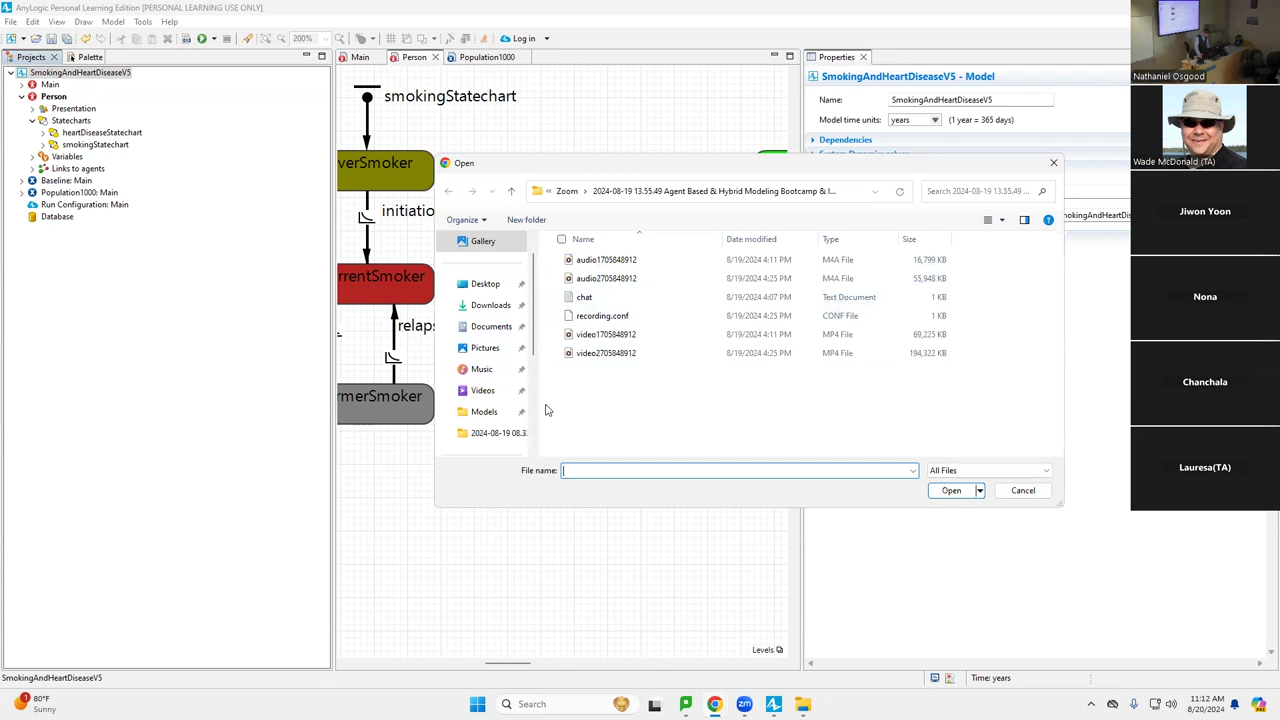 AnyLogic Personal Learning Edition (PERSONAL LEARNING USE ONLY)
File Edit View Draw Model Tools Help
200% Log in
Projects Palette
Main Person Population1000
Properties
SmokingAndHeartDiseaseV5
Main
Person
Presentation
Statecharts
heartDiseaseStatechart
smokingStatechart
Variables
Links to agents
Baseline: Main
Population1000: Main
Run Configuration: Main
Database
smokingStatechart
verSmoker
initiatio
rrentSmoker
relaps
rmerSmoker
Levels
SmokingAndHeartDiseaseV5 - Model
Name: SmokingAndHeartDiseaseV5
Model time units: years (1 year = 365 days)
Dependencies
nokingAndHeartDiseaseV5
Open
« Zoom 2024-08-19 13.55.49 Agent Based & Hybrid Modeling Bootcamp & I...
Search 2024-08-19 13.55.49 ...
Organize New folder
Gallery
Desktop
Downloads
Documents
Pictures
Music
Videos
Models
2024-08-19 08.3
Name Date modified Type Size
audio1705848912 8/19/2024 4:11 PM M4A File 16,799 KB
audio2705848912 8/19/2024 4:25 PM M4A File 55,948 KB
chat 8/19/2024 4:07 PM Text Document 1 KB
recording.conf 8/19/2024 4:25 PM CONF File 1 KB
video1705848912 8/19/2024 4:11 PM MP4 File 69,225 KB
video2705848912 8/19/2024 4:25 PM MP4 File 194,322 KB
File name: All Files
Open Cancel
Nathaniel Osgood
Wade McDonald (TA)
Jiwon Yoon
Nona
Chanchala
Lauresa(TA)
SmokingAndHeartDiseaseV5
Time: years
1
80°F
Sunny
Search
zm
11:12 AM
8/20/2024